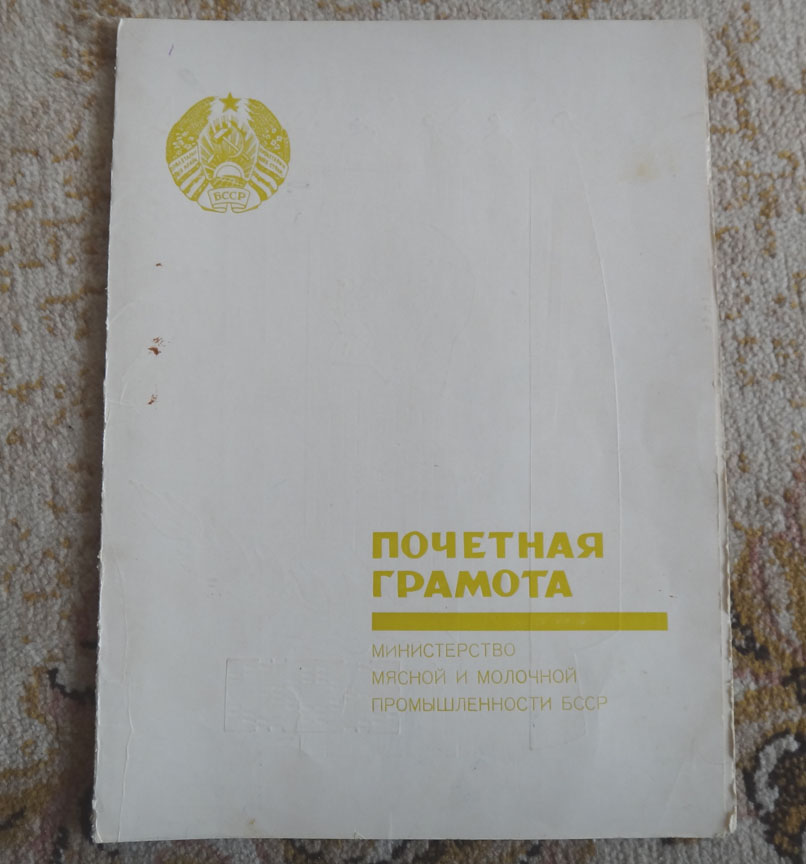 БССР
ПОЧЕТНАЯ
ГРАМОТА
МИНИСТЕРСТВО
МЯСНОЙ И МОЛОЧНОЙ
ПРОМЫШЛЕННОСТИ БССР